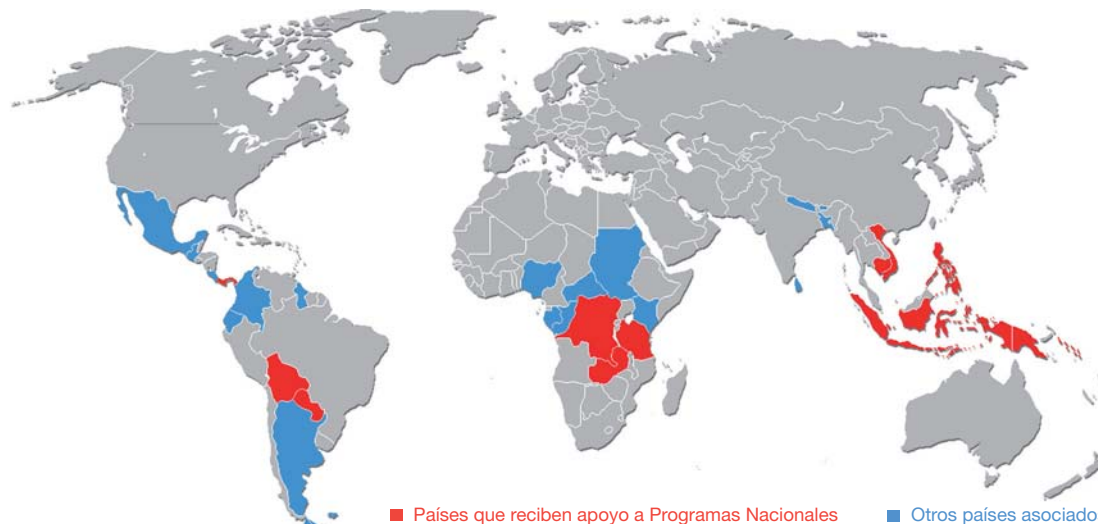 Países que reciben apoyo a Programas Nacionales
Otros países asociado